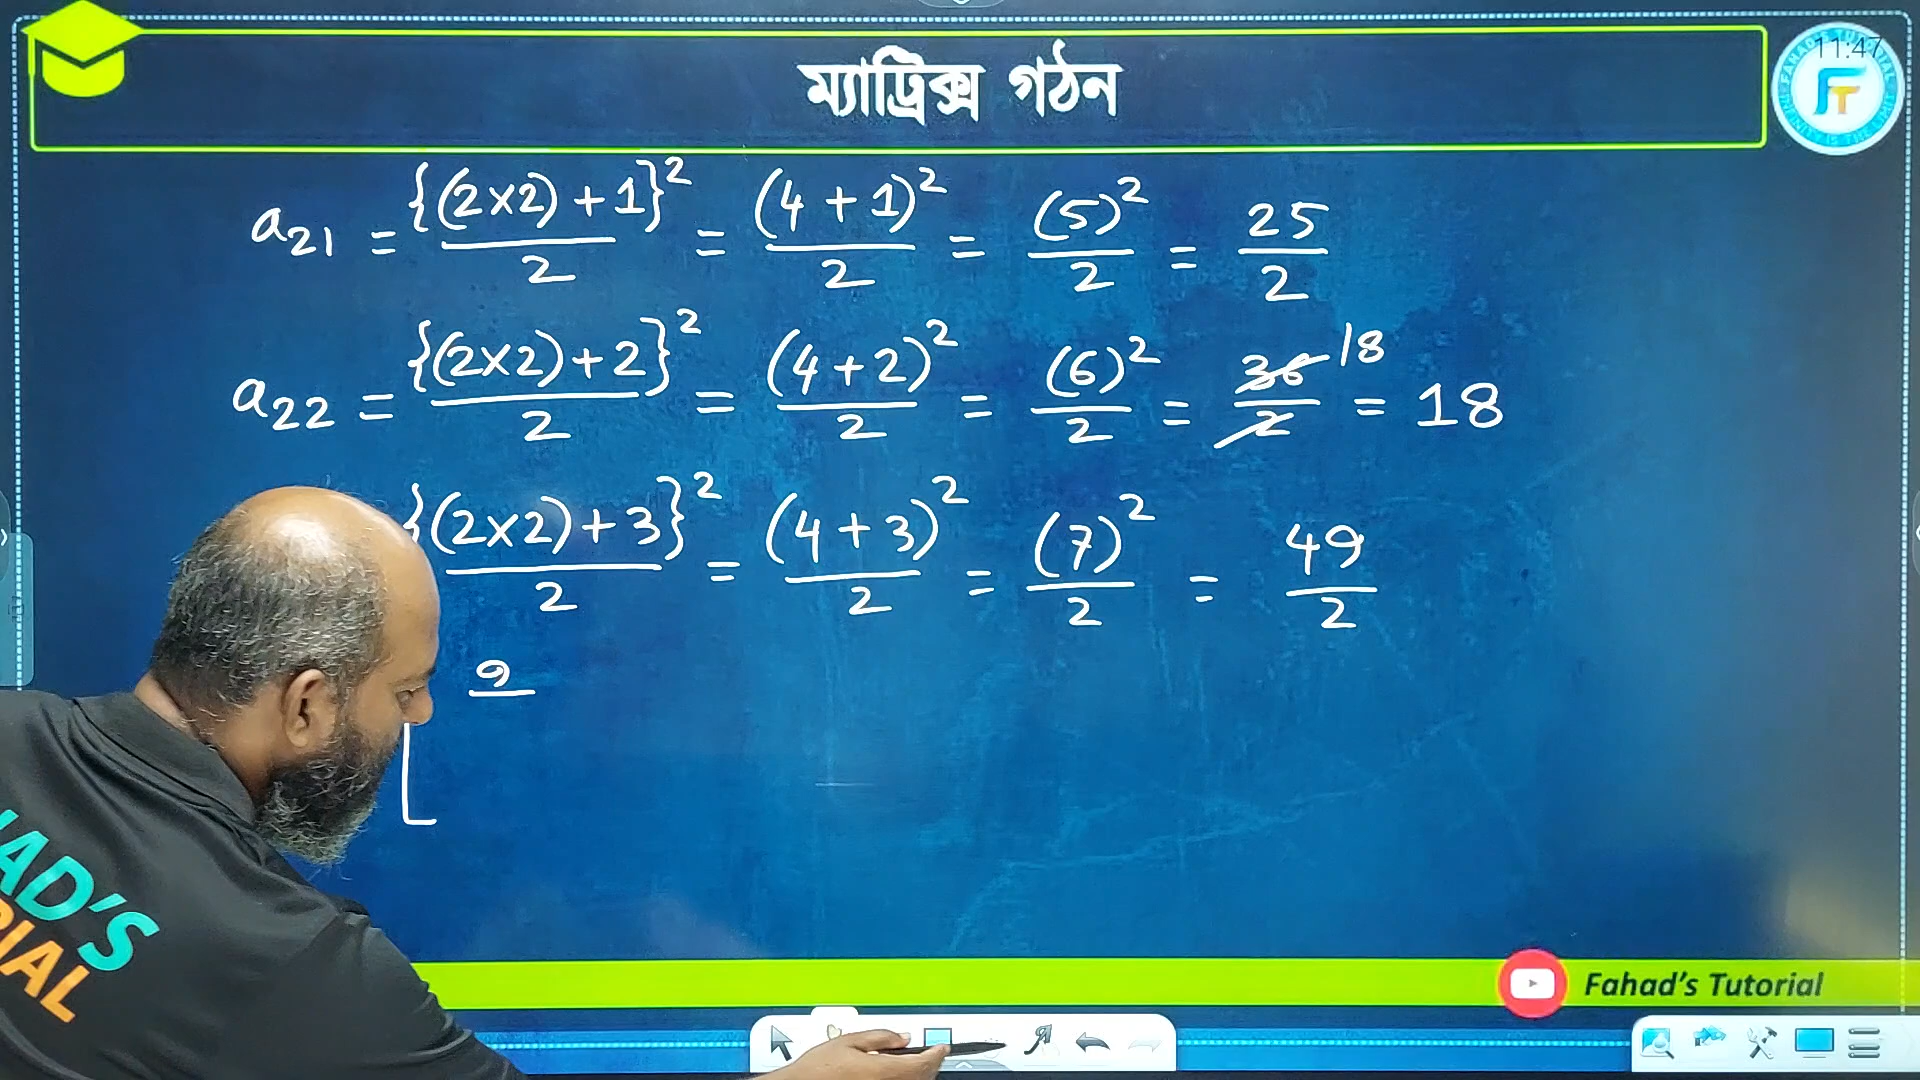 ম্যাট্রিক্স গঠন
11:47
a₂₁ = {(2×2)+1}²/2 = (4+1)²/2 = (5)²/2 = 25/2
a₂₂ = {(2×2)+2}²/2 = (4+2)²/2 = (6)²/2 = 36/2 18 = 18
{(2×2)+3}²/2 = (4+3)²/2 = (7)²/2 = 49/2
9
AD'S
RIAL
Fahad's Tutorial